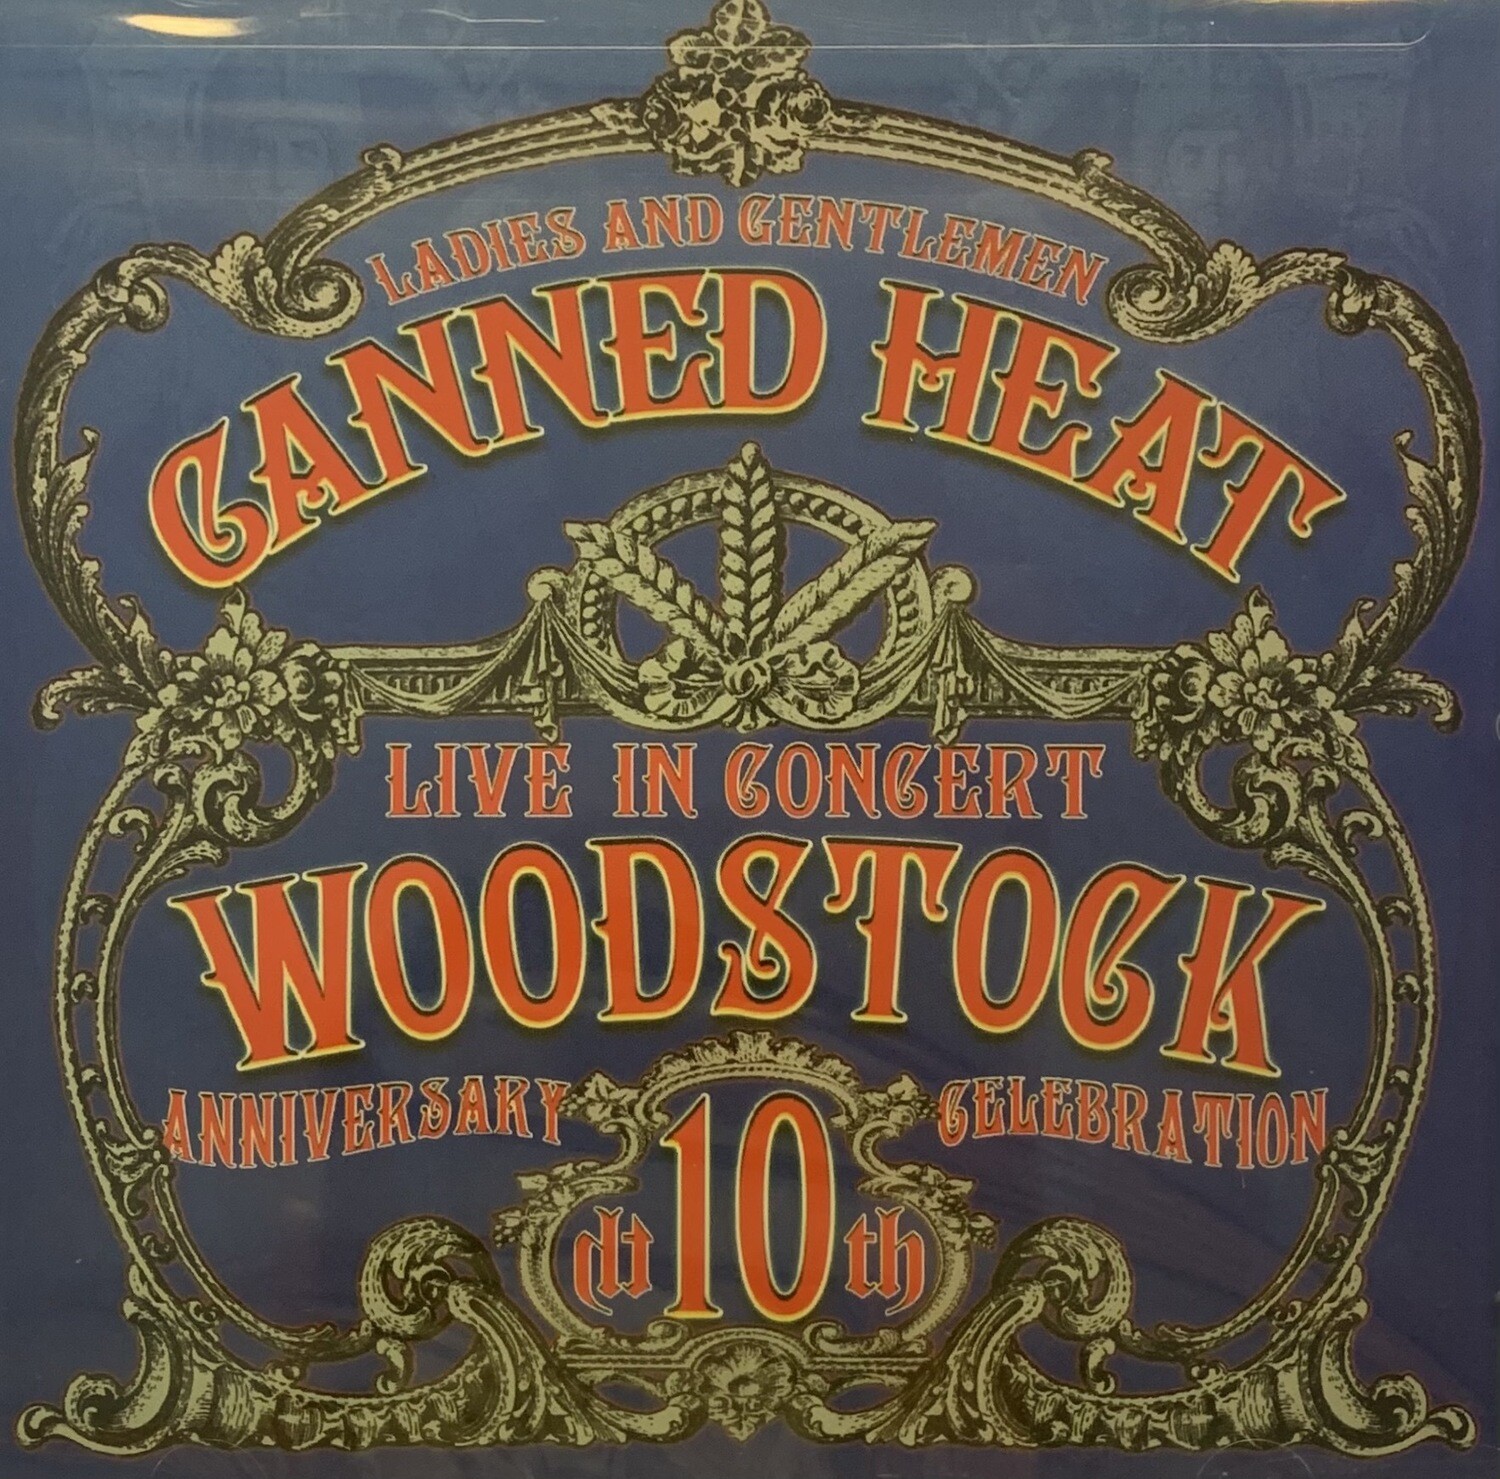 LADIES AND GENTLEMEN
CANNED HEAT
LIVE IN CONCERT
WOODSTOCK
ANNIVERSARY CELEBRATION
10th